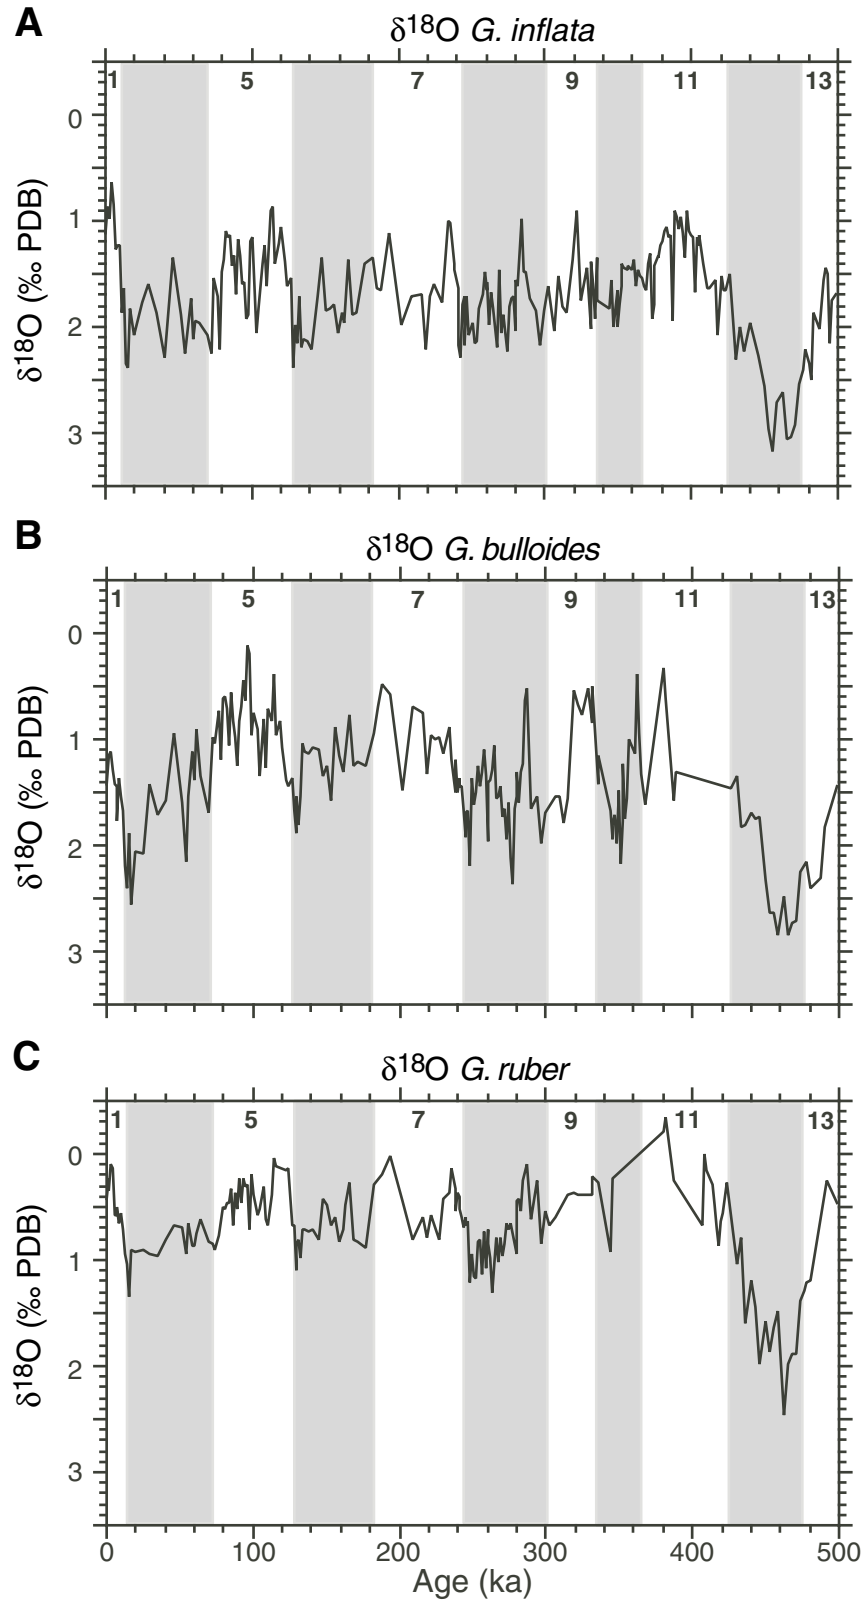 A
δ18O G. inflata
1 5 7 9 11 13
0
1
2
3
δ18O (‰ PDB)
B
δ18O G. bulloides
1 5 7 9 11 13
0
1
2
3
δ18O (‰ PDB)
C
δ18O G. ruber
1 5 7 9 11 13
0
1
2
3
δ18O (‰ PDB)
0 100 200 300 400 500
Age (ka)